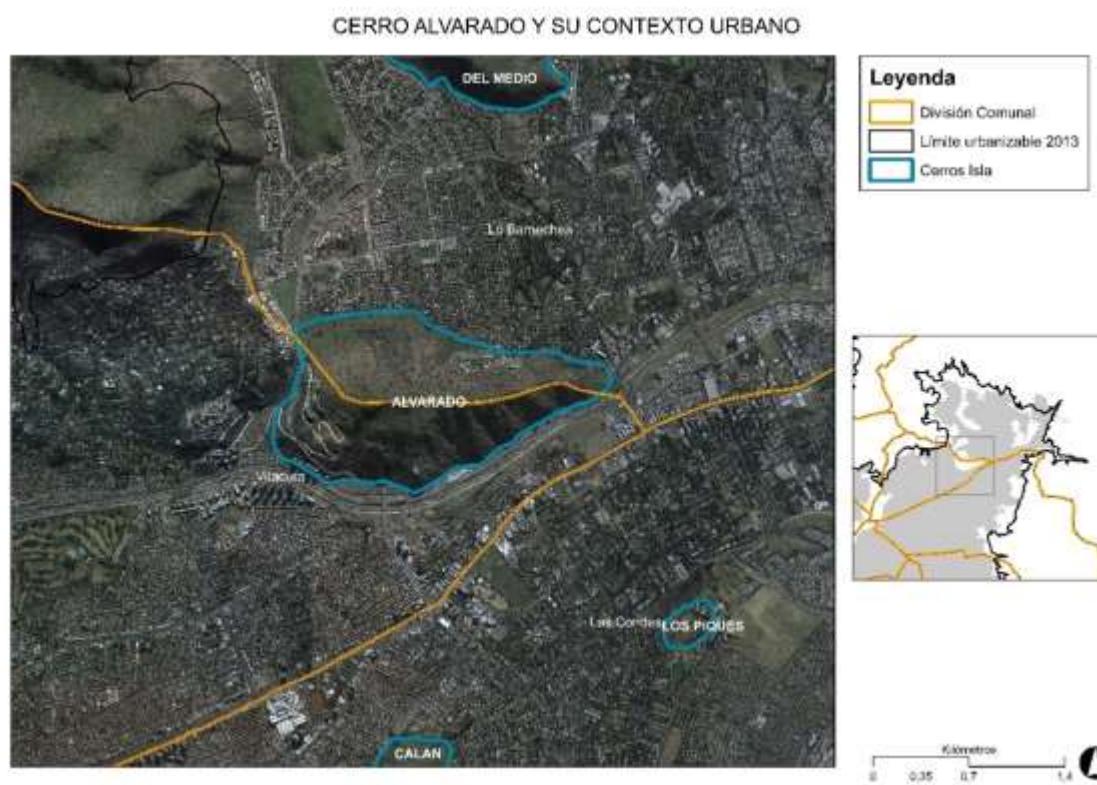 CERRO ALVARADO Y SU CONTEXTO URBANO
DEL MEDIO
Lo Barnechea
ALVARADO
Vitacura
Las Condes
LOS PIQUES
CALAN
Leyenda
División Comunal
Límite urbanizable 2013
Cerros Isla
Kilómetros
0 0,35 0,7 1,4